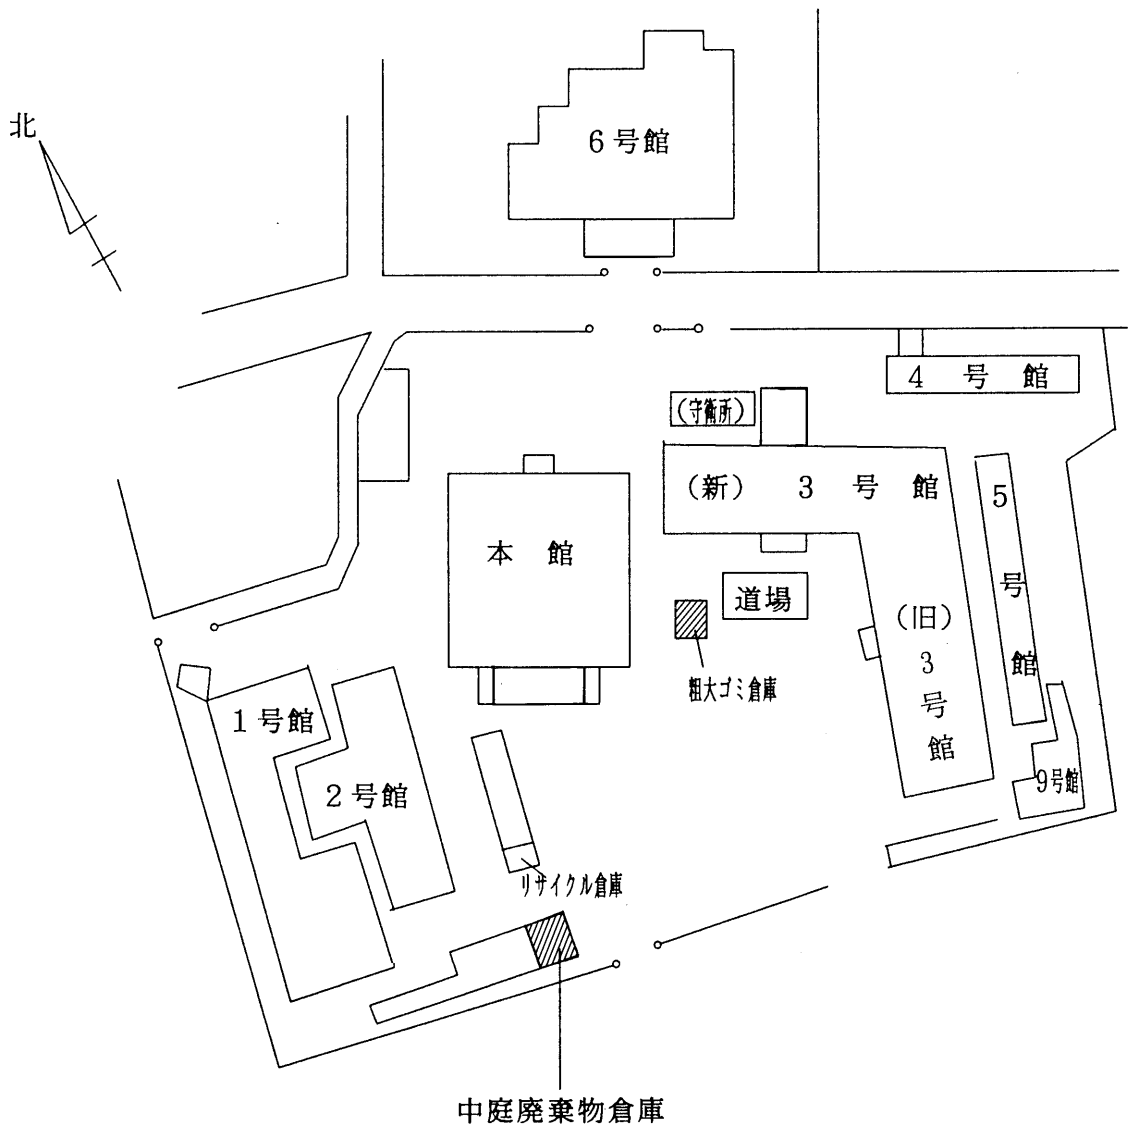 北
6号館
4号館
(守衛所)
(新) 3号館
5号館
本館
道場
(旧)3号館
粗大ゴミ倉庫
1号館
2号館
9号館
リサイクル倉庫
中庭廃棄物倉庫